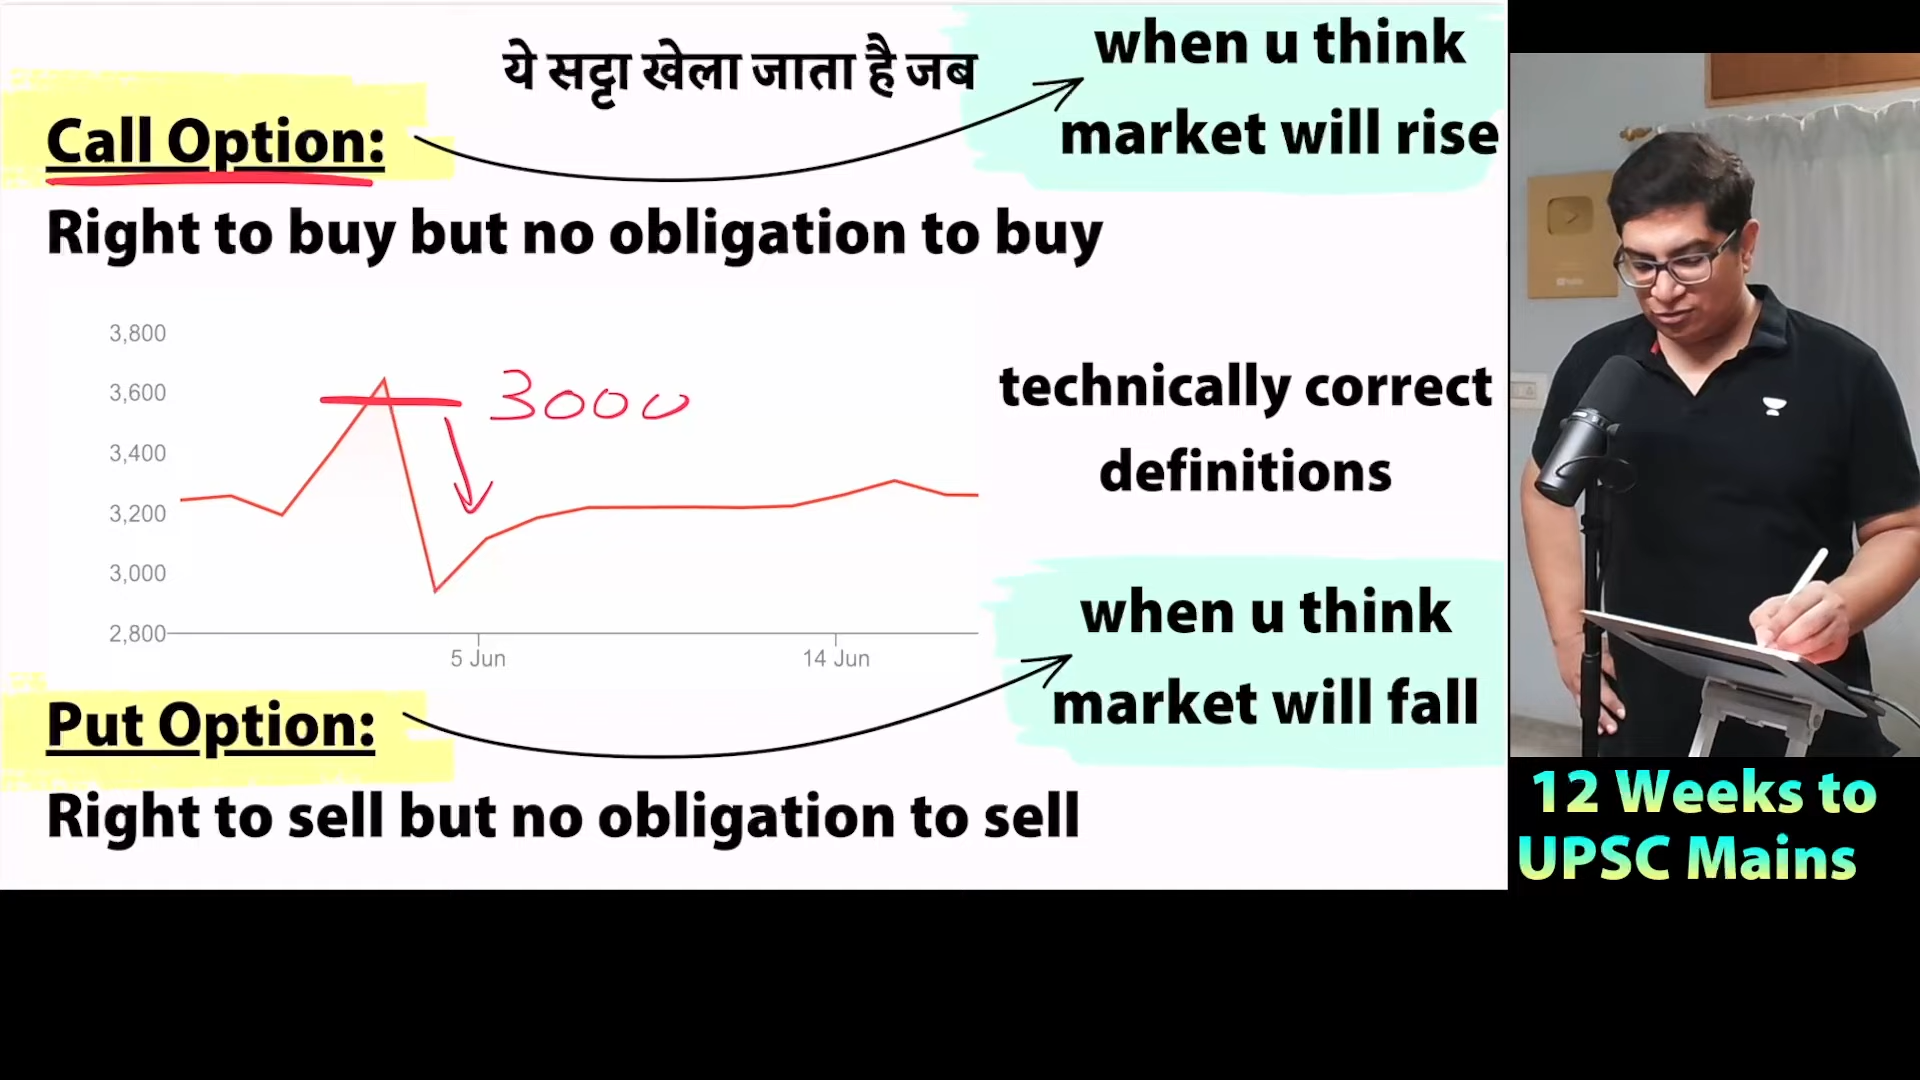 ये सट्टा खेला जाता है जब
when u think
market will rise
Call Option:
Right to buy but no obligation to buy
3,800
3,600
3,400
3,200
3,000
2,800
3000
5 Jun
14 Jun
technically correct
definitions
when u think
market will fall
Put Option:
Right to sell but no obligation to sell
12 Weeks to
UPSC Mains